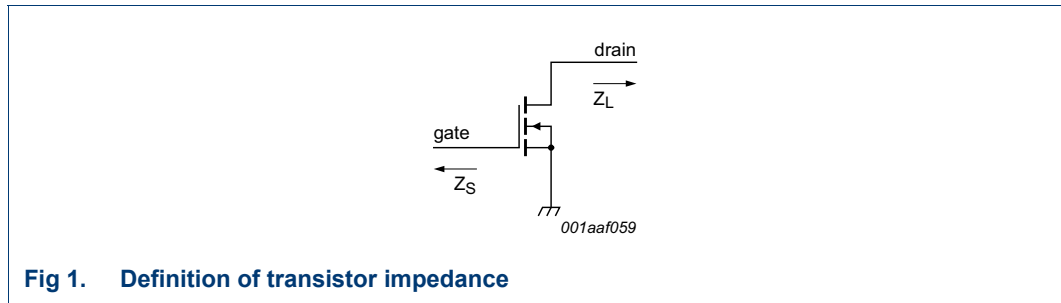 drain
Z_L
gate
Z_S
001aaf059
Fig 1. Definition of transistor impedance